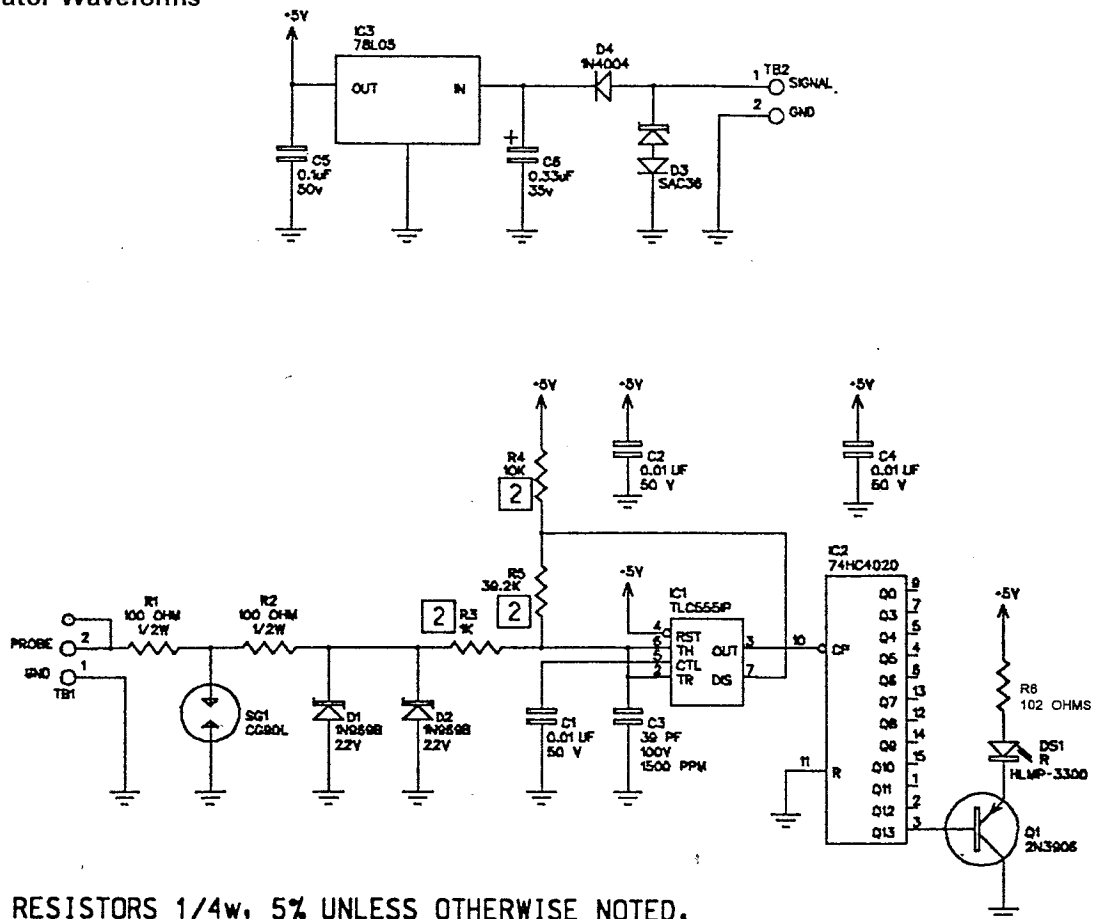 ator Waveforms
+5V
IC3
78L05
OUT
IN
D4
1N4004
1
TB2
SIGNAL
2
GND
+
C5
0.1uF
50v
C6
0.33uF
35v
D3
SAC36
+5V
+5V
+5V
R4
10K
2
C2
0.01 UF
50 V
C4
0.01 UF
50 V
R5
39.2K
2
+5V
IC1
TLC555IP
IC2
74HC4020
+5V
R1
100 OHM
1/2W
R2
100 OHM
1/2W
2
R3
1K
PROBE
2
GND
1
TB1
4
RST
6
TH
OUT
3
5
CTL
2
TR
DIS
7
10
CP
Q0
9
Q3
7
Q4
5
Q5
4
Q6
6
Q7
13
Q8
12
Q9
14
Q10
15
Q11
1
Q12
2
Q13
3
11
R
R6
102 OHMS
DS1
R
HLMP-3300
SG1
CG90L
D1
1N969B
22V
D2
1N969B
22V
C1
0.01 UF
50 V
C3
39 PF
100V
1500 PPM
Q1
2N3906
RESISTORS 1/4w, 5% UNLESS OTHERWISE NOTED.